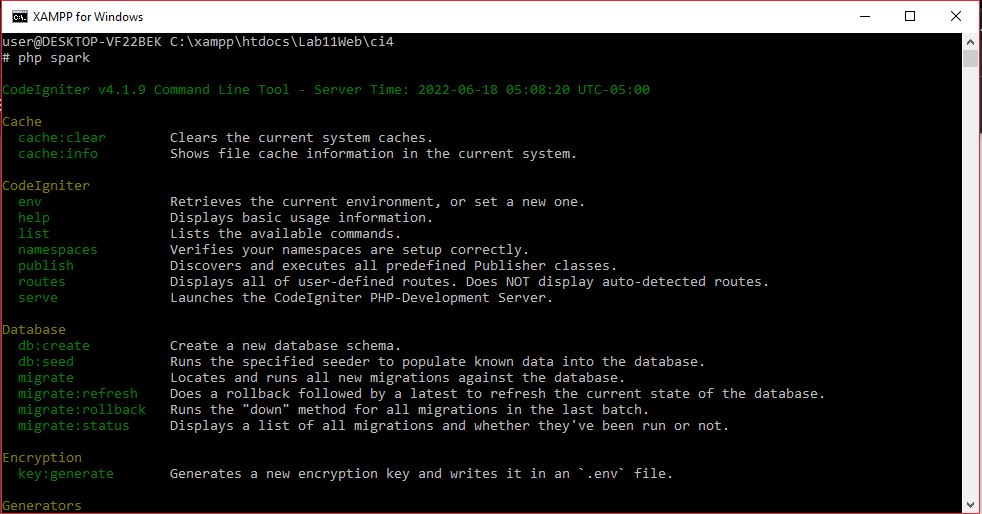 XAMPP for Windows
user@DESKTOP-VF22BEK C:\xampp\htdocs\Lab11Web\ci4
# php spark
CodeIgniter v4.1.9 Command Line Tool - Server Time: 2022-06-18 05:08:20 UTC-05:00
Cache
cache:clear Clears the current system caches.
cache:info Shows file cache information in the current system.
CodeIgniter
env Retrieves the current environment, or set a new one.
help Displays basic usage information.
list Lists the available commands.
namespaces Verifies your namespaces are setup correctly.
publish Discovers and executes all predefined Publisher classes.
routes Displays all of user-defined routes. Does NOT display auto-detected routes.
serve Launches the CodeIgniter PHP-Development Server.
Database
db:create Create a new database schema.
db:seed Runs the specified seeder to populate known data into the database.
migrate Locates and runs all new migrations against the database.
migrate:refresh Does a rollback followed by a latest to refresh the current state of the database.
migrate:rollback Runs the "down" method for all migrations in the last batch.
migrate:status Displays a list of all migrations and whether they've been run or not.
Encryption
key:generate Generates a new encryption key and writes it in an `.env` file.
Generators